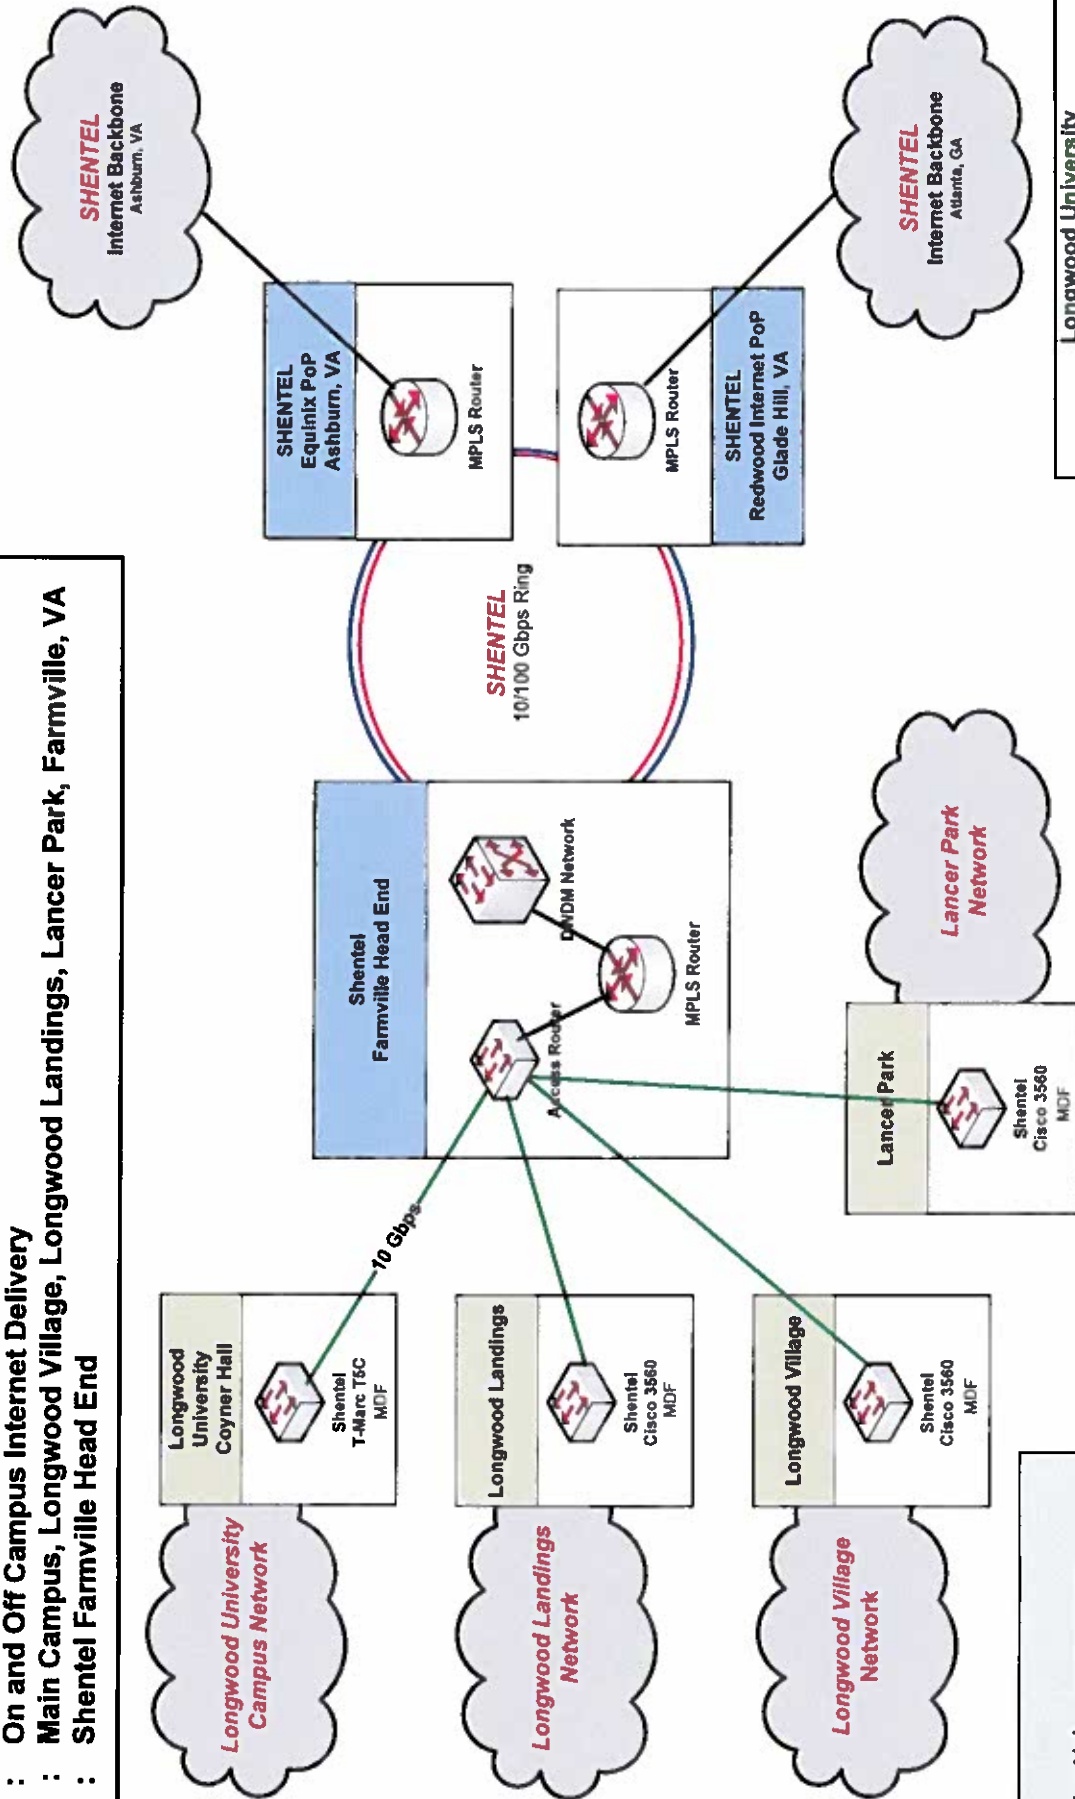 : On and Off Campus Internet Delivery
: Main Campus, Longwood Village, Longwood Landings, Lancer Park, Farmville, VA
: Shentel Farmville Head End
Longwood University
Campus Network
Longwood
University
Coyner Hall
Shentel
T-Marc T5C
MDF
10 Gbps
Longwood Landings
Network
Longwood Landings
Shentel
Cisco 3560
MDF
Longwood Village
Network
Longwood Village
Shentel
Cisco 3560
MDF
Lancer Park
Shentel
Cisco 3560
MDF
Lancer Park
Network
Shentel
Farmville Head End
Access Router
DWDM Network
MPLS Router
SHENTEL
10/100 Gbps Ring
SHENTEL
Equinix PoP
Ashburn, VA
MPLS Router
MPLS Router
SHENTEL
Redwood Internet PoP
Glade Hill, VA
SHENTEL
Internet Backbone
Ashburn, VA
SHENTEL
Internet Backbone
Atlanta, GA
Longwood University